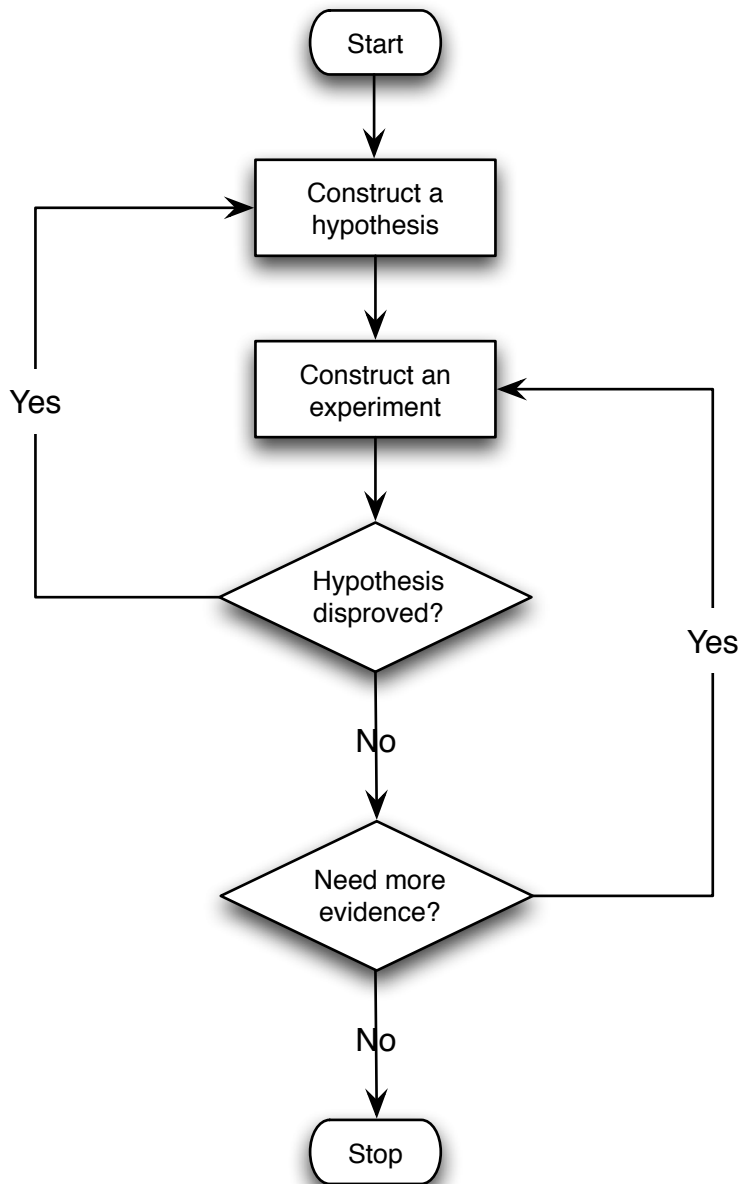 Start
Construct a
hypothesis
Construct an
experiment
Yes
Hypothesis
disproved?
Yes
No
Need more
evidence?
No
Stop